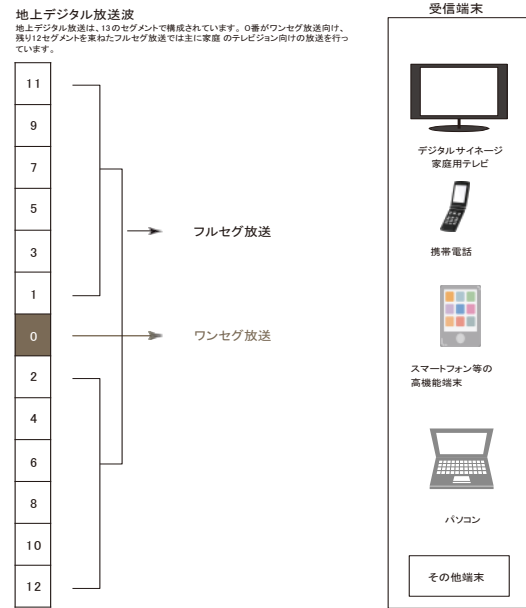 地上デジタル放送波
地上デジタル放送は、13のセグメントで構成されています。0番がワンセグ放送向け、
残り12セグメントを束ねたフルセグ放送では主に家庭 のテレビジョン向けの放送を行っ
ています。
11
9
7
5
3
1
0
2
4
6
8
10
12
フルセグ放送
ワンセグ放送
受信端末
デジタルサイネージ
家庭用テレビ
携帯電話
スマートフォン等の
高機能端末
パソコン
その他端末